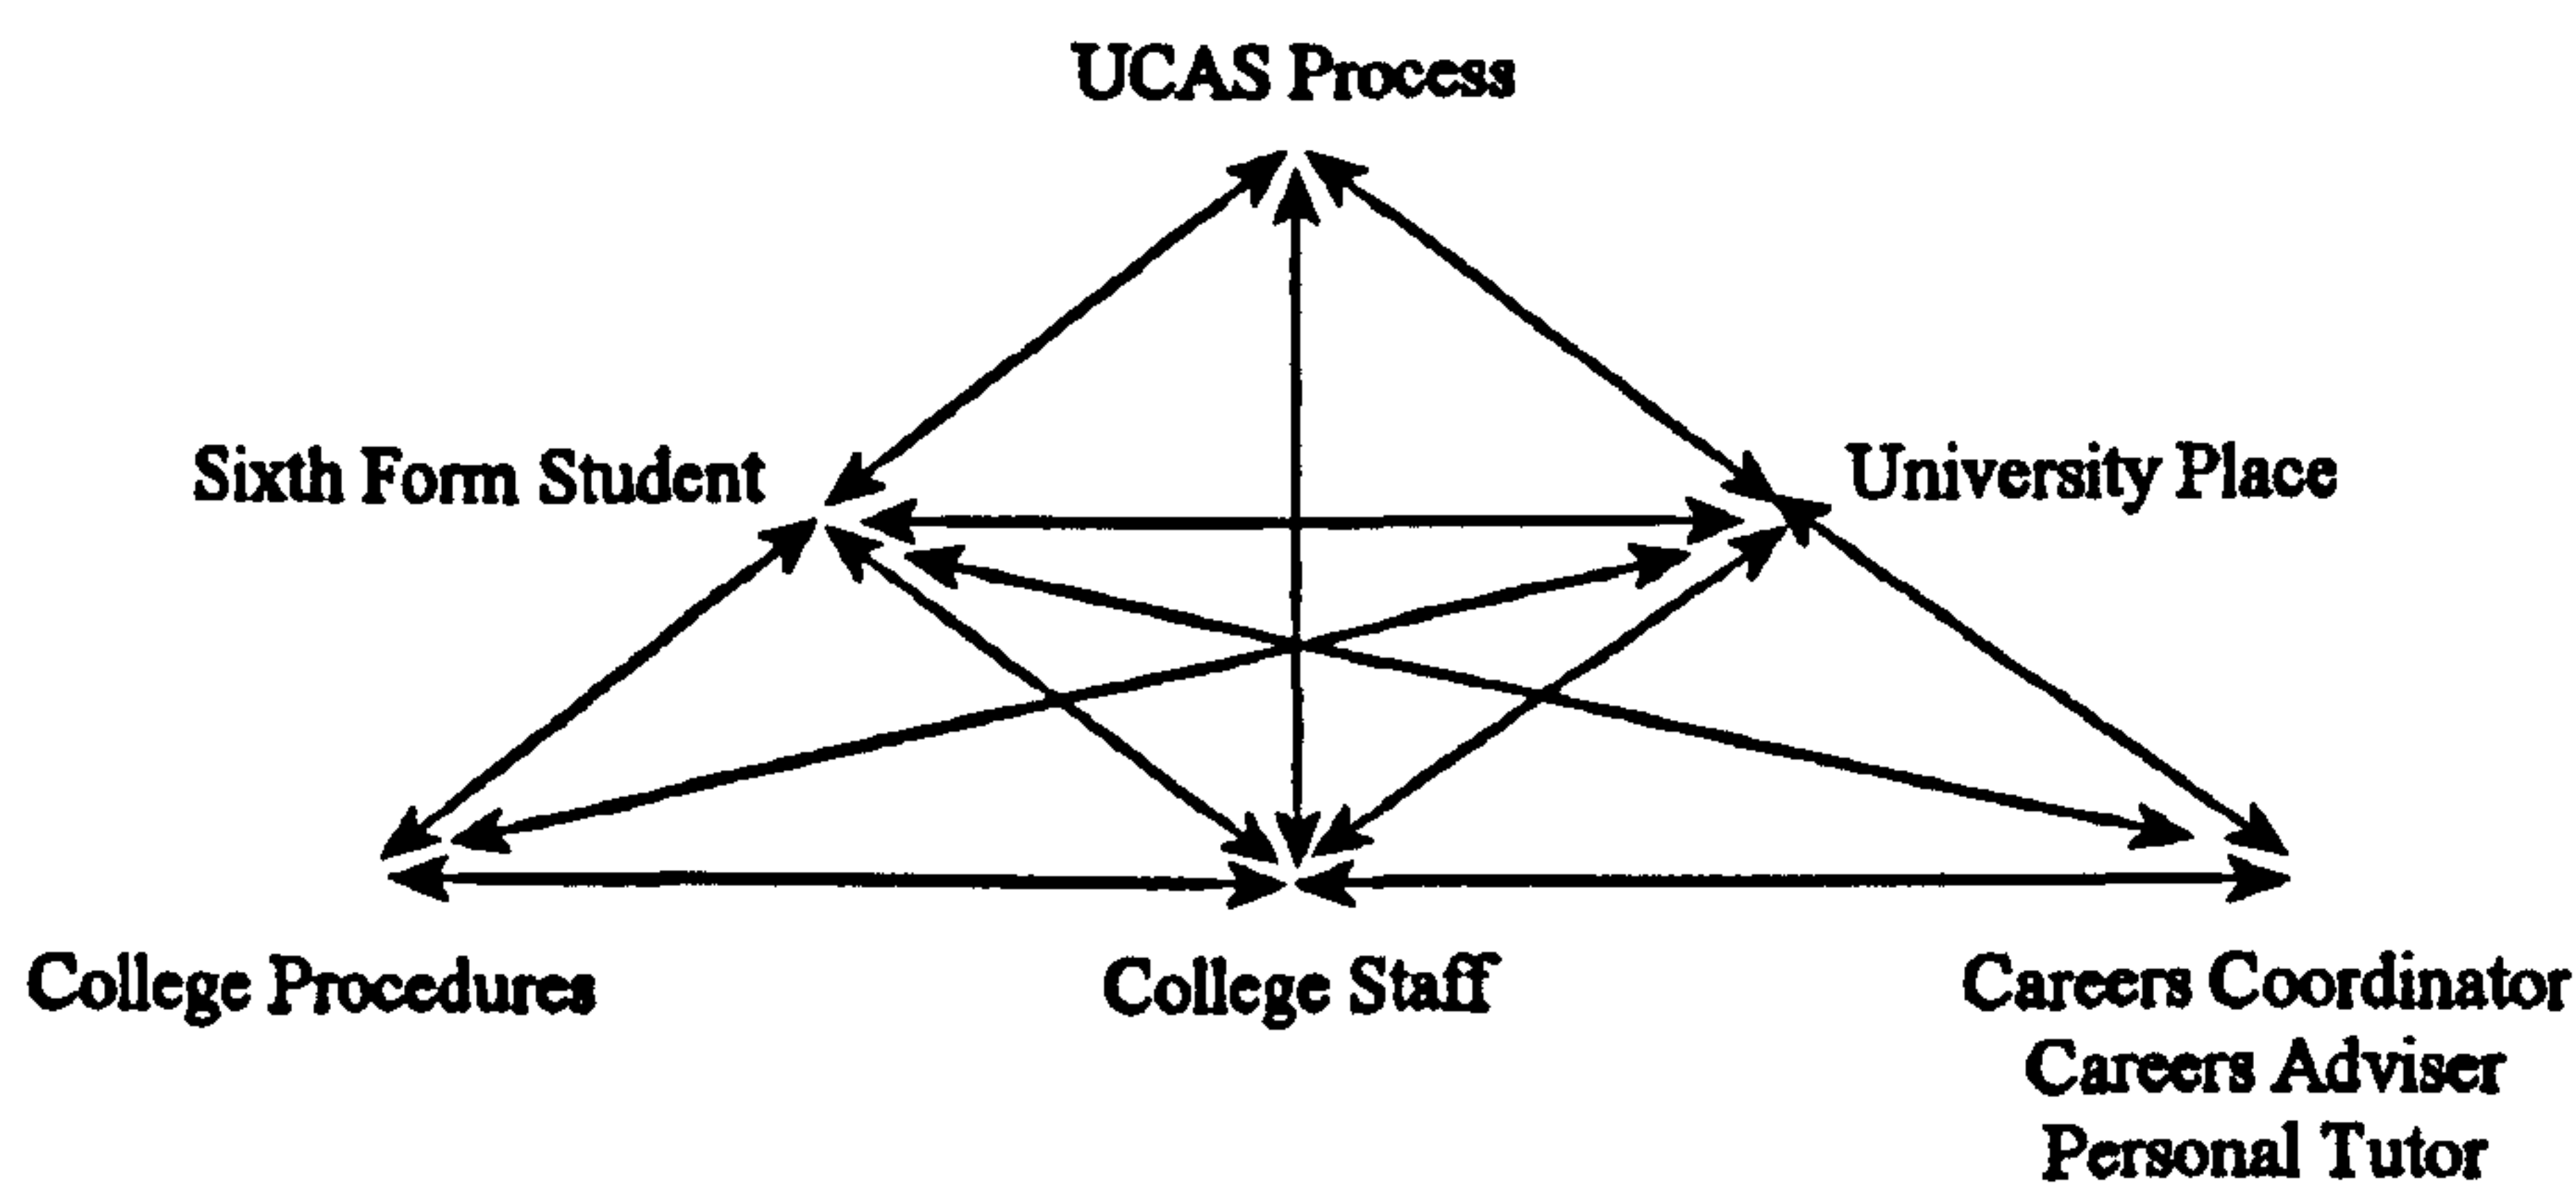 UCAS Process
Sixth Form Student
University Place
College Procedures
College Staff
Careers Coordinator
Careers Adviser
Personal Tutor